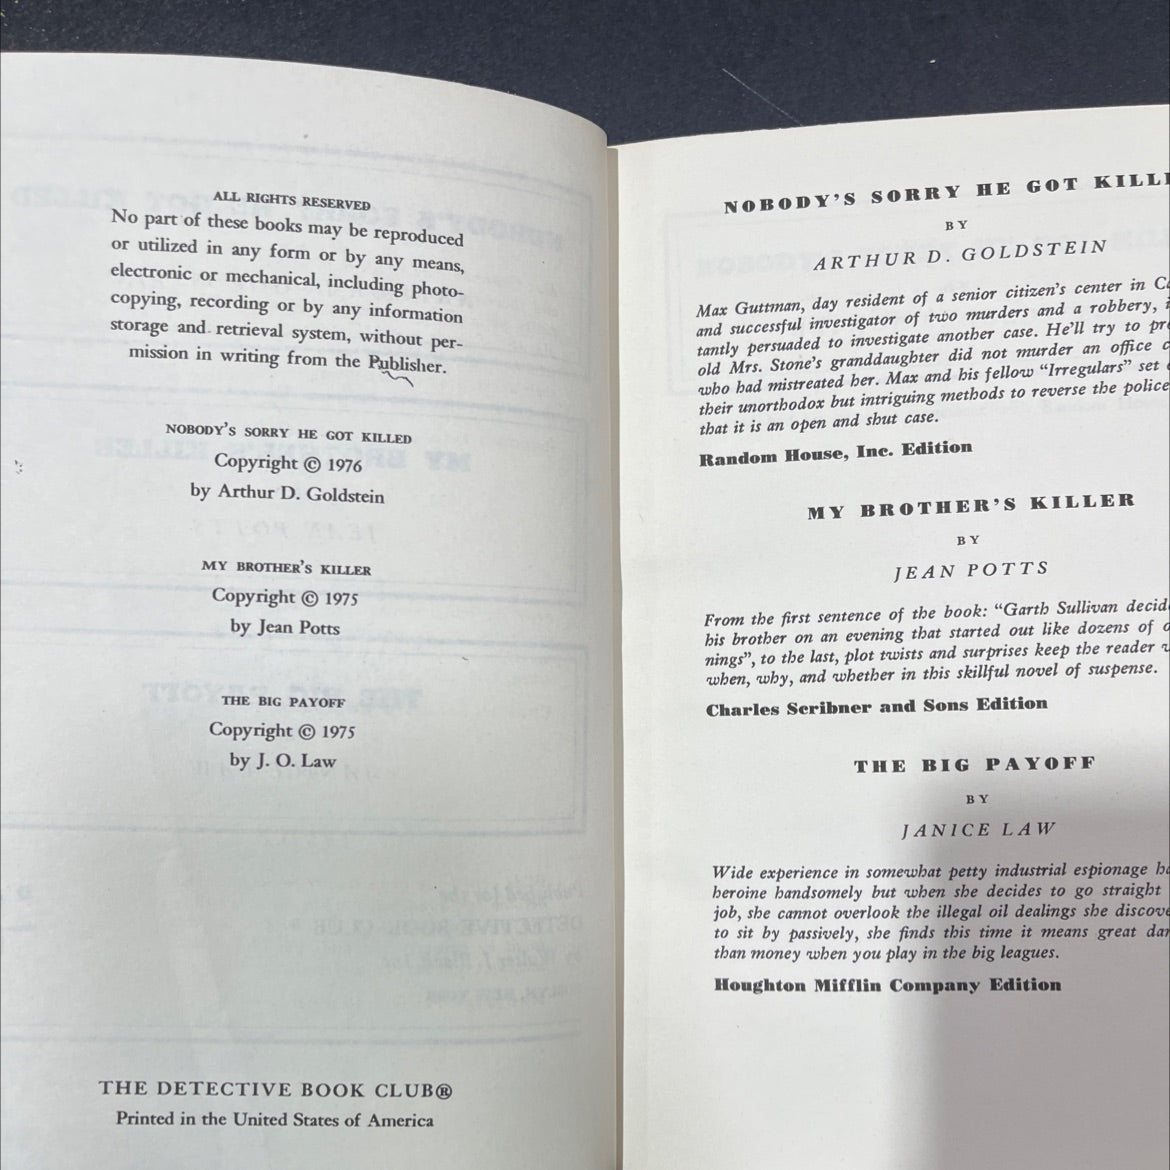 ALL RIGHTS RESERVED
No part of these books may be reproduced
or utilized in any form or by any means,
electronic or mechanical, including photo-
copying, recording or by any information
storage and retrieval system, without per-
mission in writing from the Publisher.
NOBODY'S SORRY HE GOT KILLED
Copyright © 1976
by Arthur D. Goldstein
MY BROTHER'S KILLER
Copyright © 1975
by Jean Potts
THE BIG PAYOFF
Copyright © 1975
by J. O. Law
THE DETECTIVE BOOK CLUB®
Printed in the United States of America
NOBODY'S SORRY HE GOT
BY
ARTHUR D. GOLDSTEIN
Max Guttman, day resident of a senior citizen's center in
and successful investigator of two murders and a robbery,
tantly persuaded to investigate another case. He'll try to
old Mrs. Stone's granddaughter did not murder an office
who had mistreated her. Max and his fellow "Irregulars" set
their unorthodox but intriguing methods to reverse the police
that it is an open and shut case.
Random House, Inc. Edition
MY BROTHER'S KILLER
BY
JEAN POTTS
From the first sentence of the book: "Garth Sullivan
his brother on an evening that started out like dozens of
nings", to the last, plot twists and surprises keep the reader
when, why, and whether in this skillful novel of suspense.
Charles Scribner and Sons Edition
THE BIG PAYOFF
BY
JANICE LAW
Wide experience in somewhat petty industrial espionage
heroine handsomely but when she decides to go straight
job, she cannot overlook the illegal oil dealings she
to sit by passively, she finds this time it means great
than money when you play in the big leagues.
Houghton Mifflin Company Edition